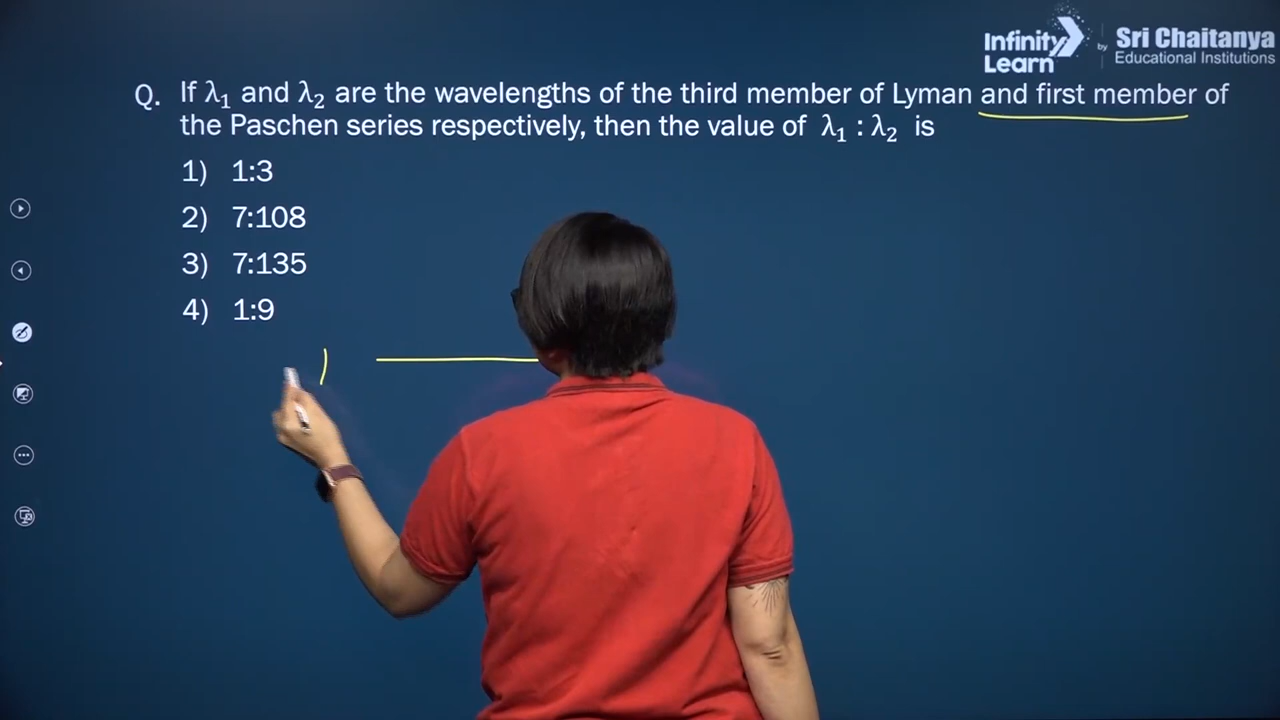 Infinity Learn by Sri Chaitanya Educational Institutions
Q. If λ₁ and λ₂ are the wavelengths of the third member of Lyman and first member of
the Paschen series respectively, then the value of λ₁ : λ₂ is
1) 1:3
2) 7:108
3) 7:135
4) 1:9